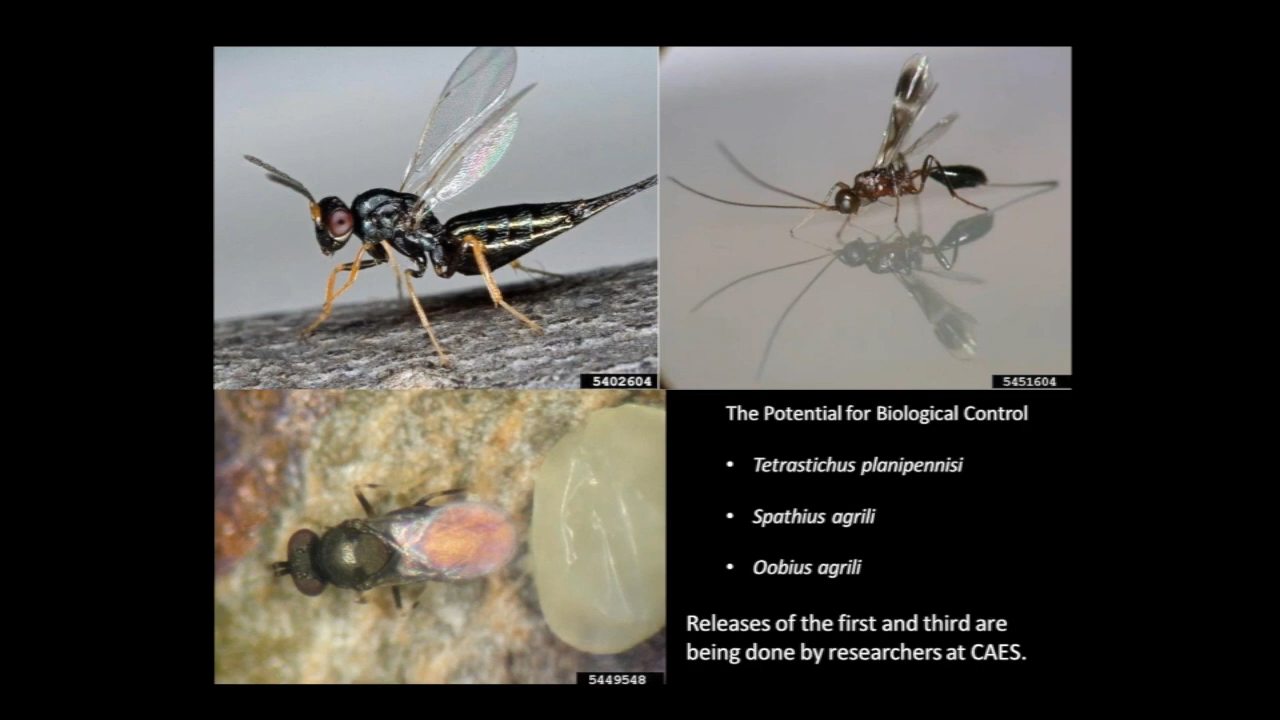 5402604
5451604
5449548
The Potential for Biological Control
• Tetrastichus planipennisi
• Spathius agrili
• Oobius agrili
Releases of the first and third are
being done by researchers at CAES.